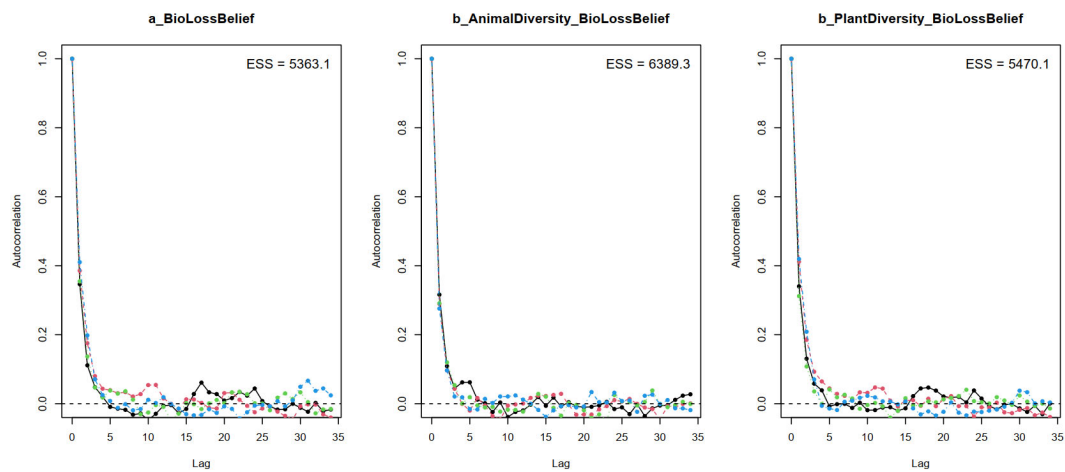 a_BioLossBelief
ESS = 5363.1
Autocorrelation
1.0
0.8
0.6
0.4
0.2
0.0
0 5 10 15 20 25 30 35
Lag
b_AnimalDiversity_BioLossBelief
ESS = 6389.3
Autocorrelation
1.0
0.8
0.6
0.4
0.2
0.0
0 5 10 15 20 25 30 35
Lag
b_PlantDiversity_BioLossBelief
ESS = 5470.1
Autocorrelation
1.0
0.8
0.6
0.4
0.2
0.0
0 5 10 15 20 25 30 35
Lag